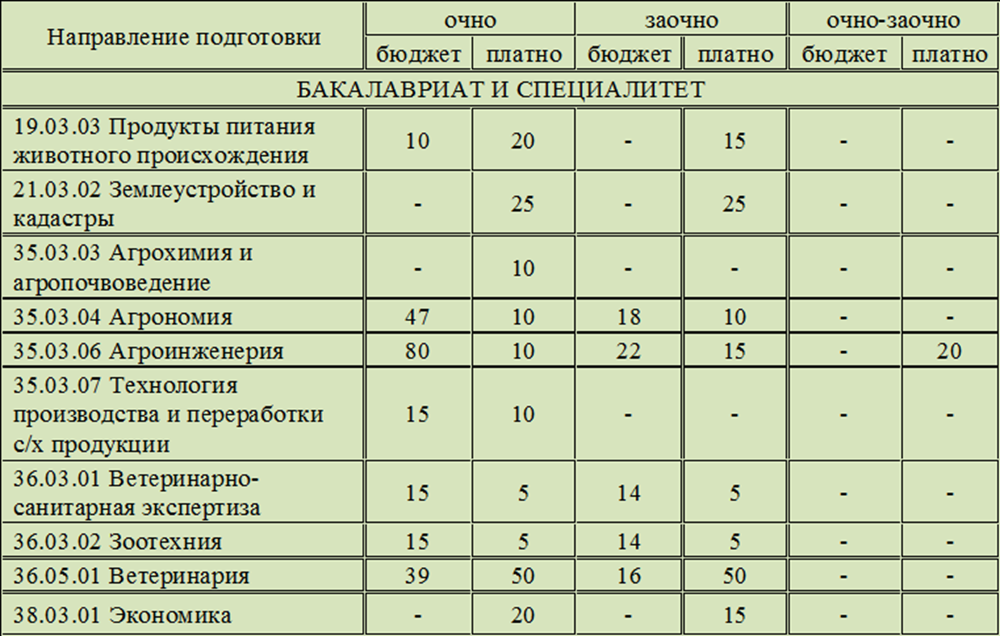 Направление подготовки очно заочно очно-заочно
бюджет платно бюджет платно бюджет платно
БАКАЛАВРИАТ И СПЕЦИАЛИТЕТ
19.03.03 Продукты питания
животного происхождения 10 20 - 15 - -
21.03.02 Землеустройство и
кадастры - 25 - 25 - -
35.03.03 Агрохимия и
агропочвоведение - 10 - - - -
35.03.04 Агрономия 47 10 18 10 - -
35.03.06 Агроинженерия 80 10 22 15 - 20
35.03.07 Технология
производства и переработки 15 10 - - - -
с/х продукции
36.03.01 Ветеринарно-
санитарная экспертиза 15 5 14 5 - -
36.03.02 Зоотехния 15 5 14 5 - -
36.05.01 Ветеринария 39 50 16 50 - -
38.03.01 Экономика - 20 - 15 - -